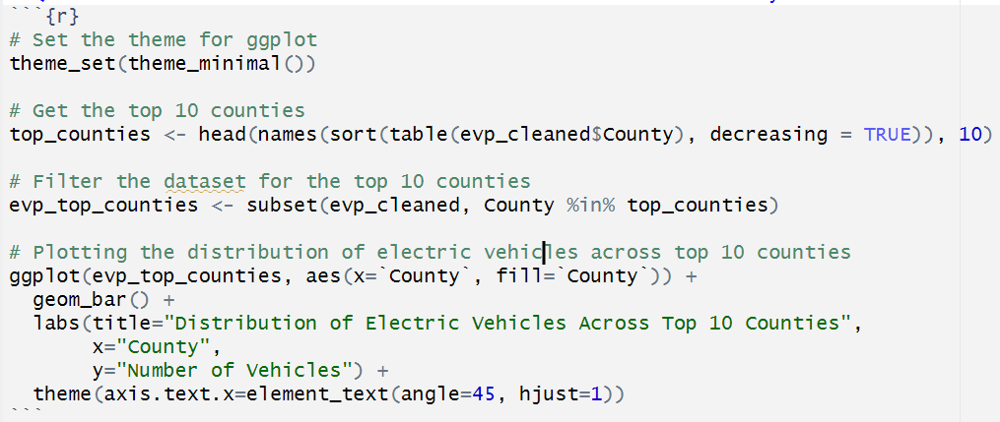 ```{r}
# Set the theme for ggplot
theme_set(theme_minimal())

# Get the top 10 counties
top_counties <- head(names(sort(table(evp_cleaned$County), decreasing = TRUE)), 10)

# Filter the dataset for the top 10 counties
evp_top_counties <- subset(evp_cleaned, County %in% top_counties)

# Plotting the distribution of electric vehicles across top 10 counties
ggplot(evp_top_counties, aes(x=`County`, fill=`County`)) +
  geom_bar() +
  labs(title="Distribution of Electric Vehicles Across Top 10 Counties",
       x="County",
       y="Number of Vehicles") +
  theme(axis.text.x=element_text(angle=45, hjust=1))
```